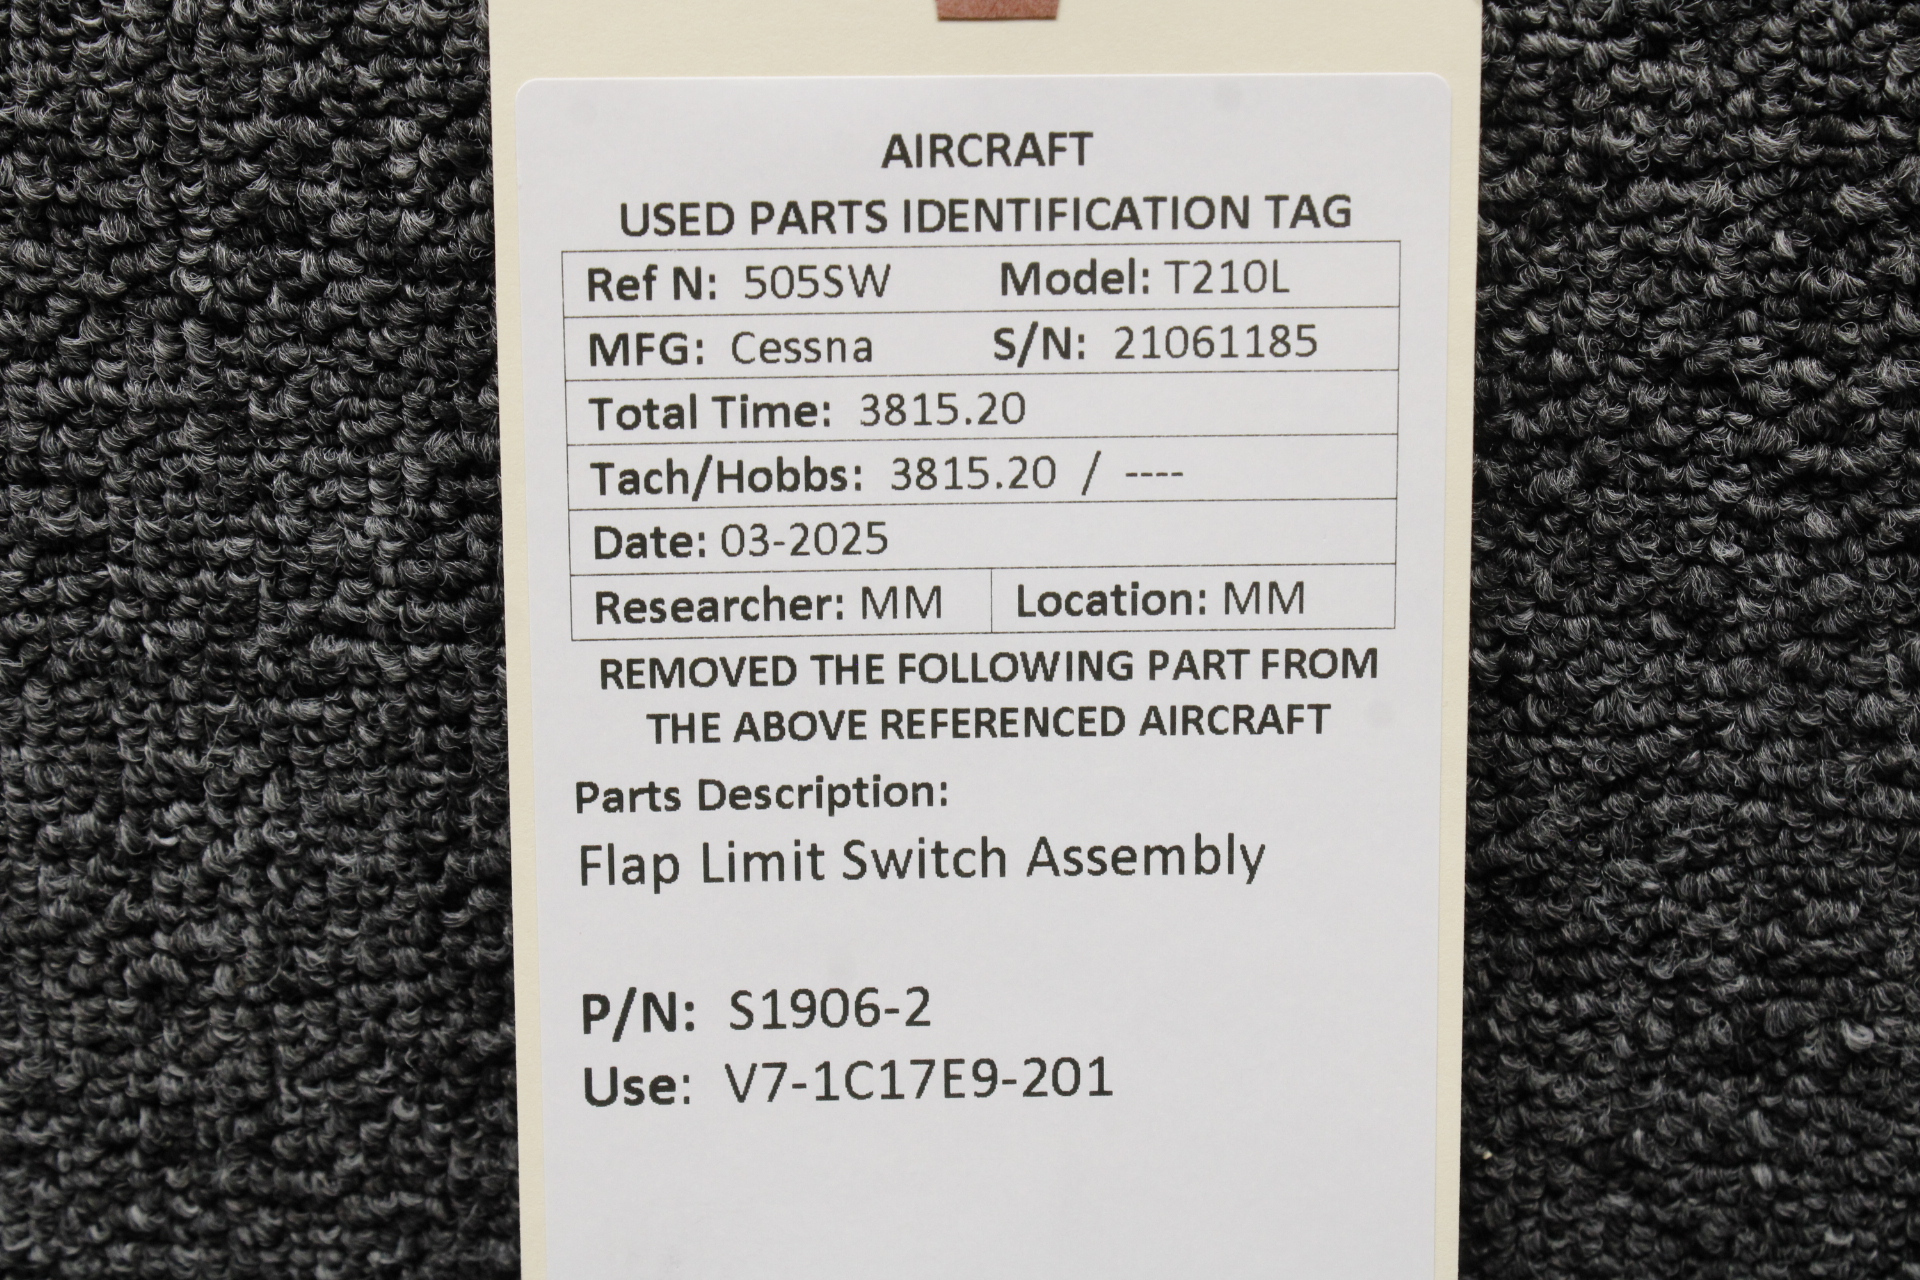 AIRCRAFT
USED PARTS IDENTIFICATION TAG
Ref N: 505SW Model: T210L
MFG: Cessna S/N: 21061185
Total Time: 3815.20
Tach/Hobbs: 3815.20 / ----
Date: 03-2025
Researcher: MM Location: MM
REMOVED THE FOLLOWING PART FROM
THE ABOVE REFERENCED AIRCRAFT
Parts Description:
Flap Limit Switch Assembly
P/N: S1906-2
Use: V7-1C17E9-201